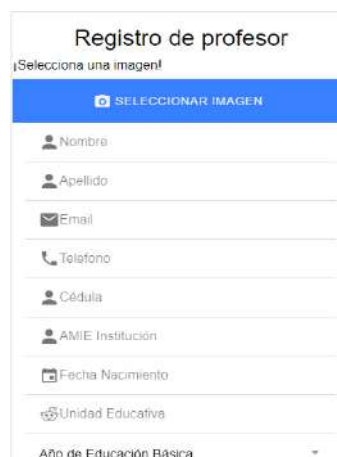 Registro de profesor
¡Selecciona una imagen!
SELECCIONAR IMAGEN
Nombre
Apellido
Email
Telefono
Cédula
AMIE Institución
Fecha Nacimiento
Unidad Educativa
Año de Educación Básica